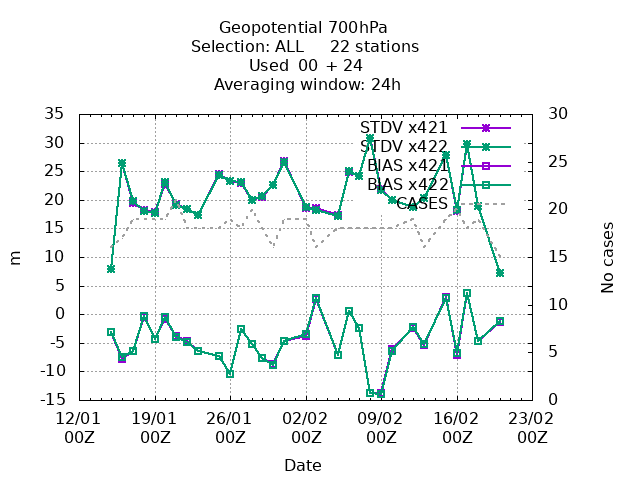 Geopotential 700hPa
Selection: ALL 22 stations
Used 00 + 24
Averaging window: 24h
35
30
25
20
15
10
5
0
-5
-10
-15
30
25
20
15
10
5
0
STDV x421
STDV x422
BIAS x421
BIAS x422
CASES
m
No cases
12/01 19/01 26/01 02/02 09/02 16/02 23/02
00Z 00Z 00Z 00Z 00Z 00Z 00Z
Date